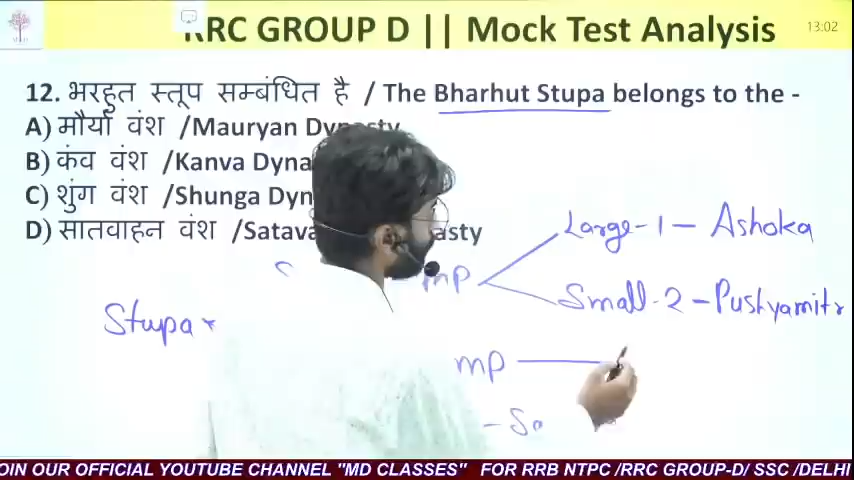 RRC GROUP D || Mock Test Analysis
13:02
12. भरहुत स्तूप सम्बंधित है / The Bharhut Stupa belongs to the -
A) मौर्या वंश /Mauryan Dynasty
B) कंव वंश /Kanva Dyna
C) शुंग वंश /Shunga Dyn
D) सातवाहन वंश /Satava asty
Large-1 - Ashoka
mp
Small-2 - Pushyamitr
Stupa
mp
OIN OUR OFFICIAL YOUTUBE CHANNEL "MD CLASSES" FOR RRB NTPC /RRC GROUP-D/ SSC /DELHI